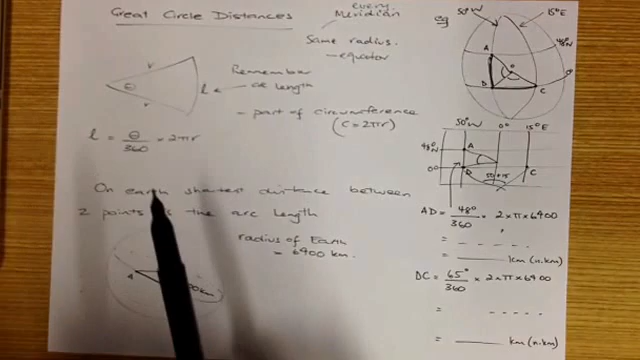 Great Circle Distances
every
Meridian
Same radius.
- equator
r
θ
r
l
Remember
arc length
- part of circumference
(C = 2πr)
l = θ/360 × 2πr
On earth shortest distance between
2 points is the arc length
radius of Earth
= 6400 km.
A
eg
50°W
15°E
48°N
0°
A
D
C
50°W 0° 15°E
48°N
A
0°
D
C
50+15
AD = 48°/360 × 2×π×6400
=
= km (n.km)
DC = 65°/360 × 2×π×6400
=
= km (n.km)